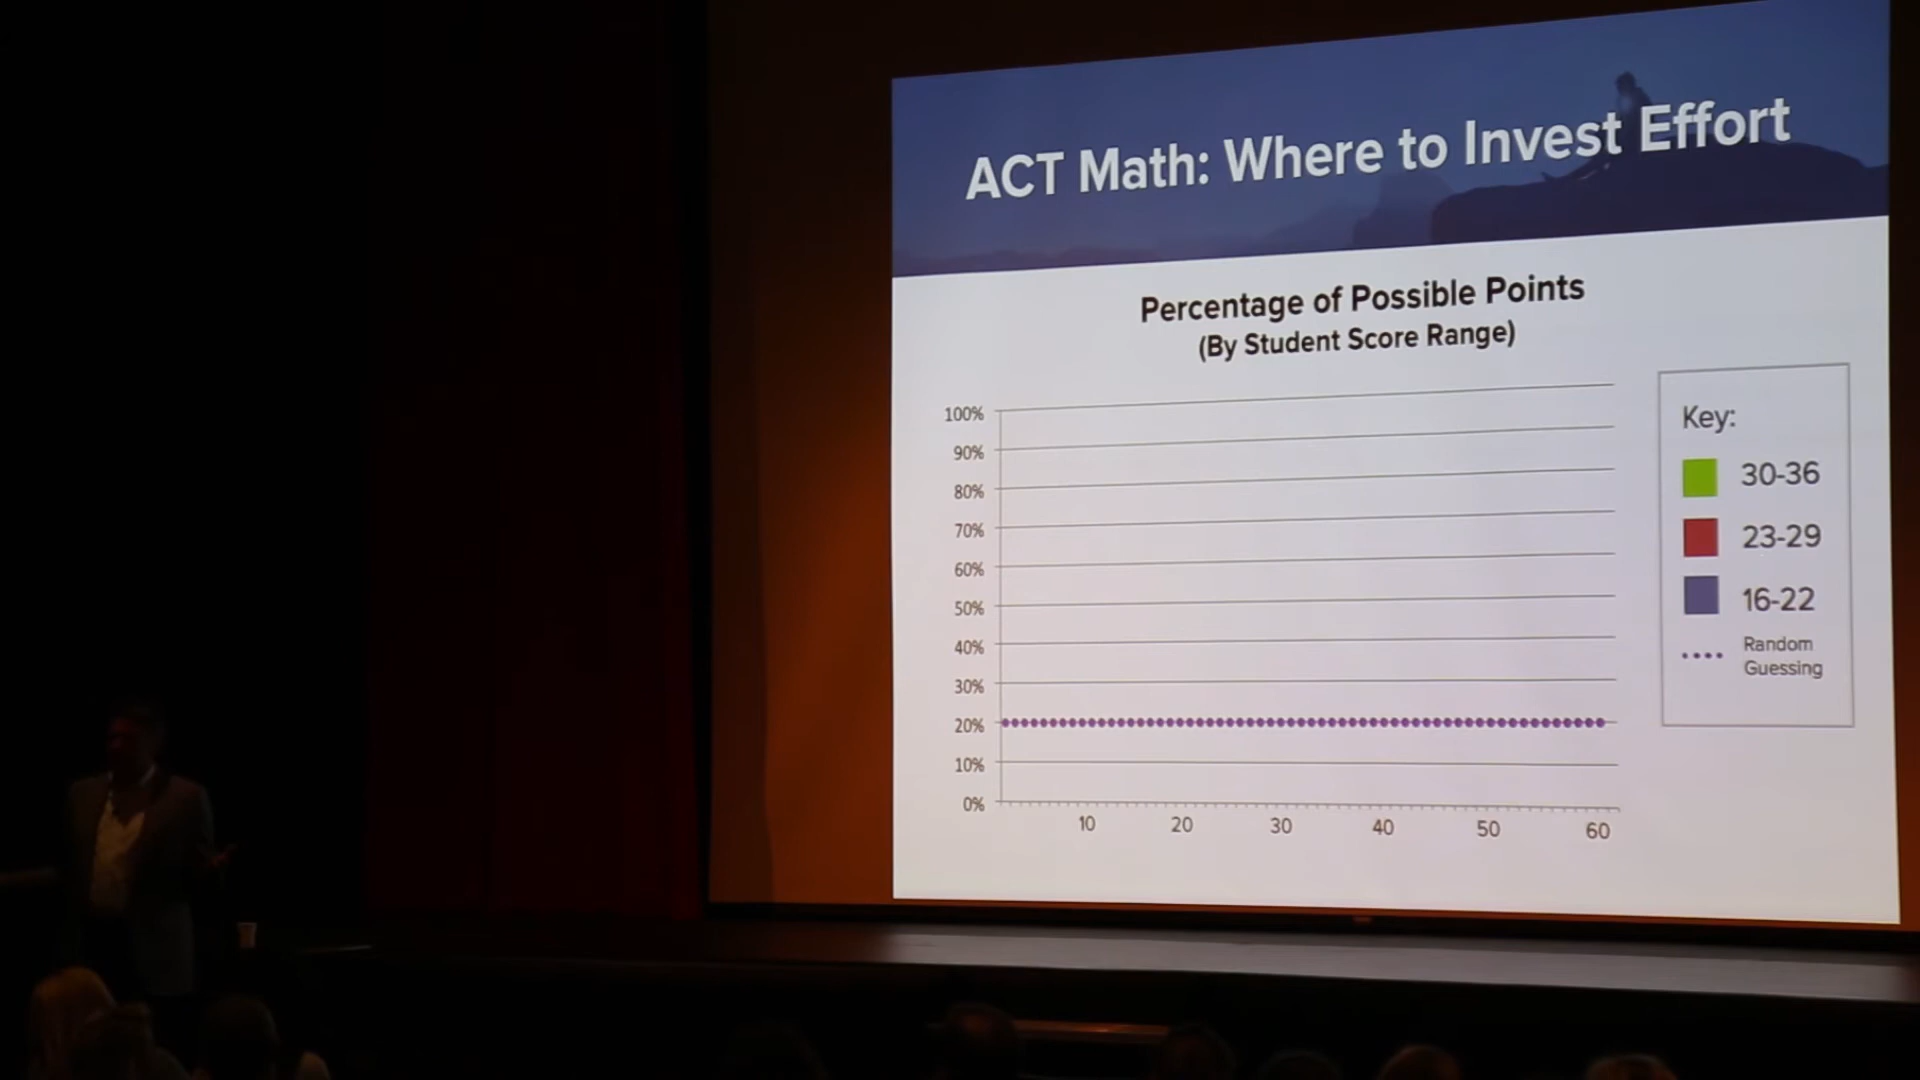 ACT Math: Where to Invest Effort
Percentage of Possible Points
(By Student Score Range)
100%
90%
80%
70%
60%
50%
40%
30%
20%
10%
0%
10 20 30 40 50 60
Key:
30-36
23-29
16-22
Random
Guessing